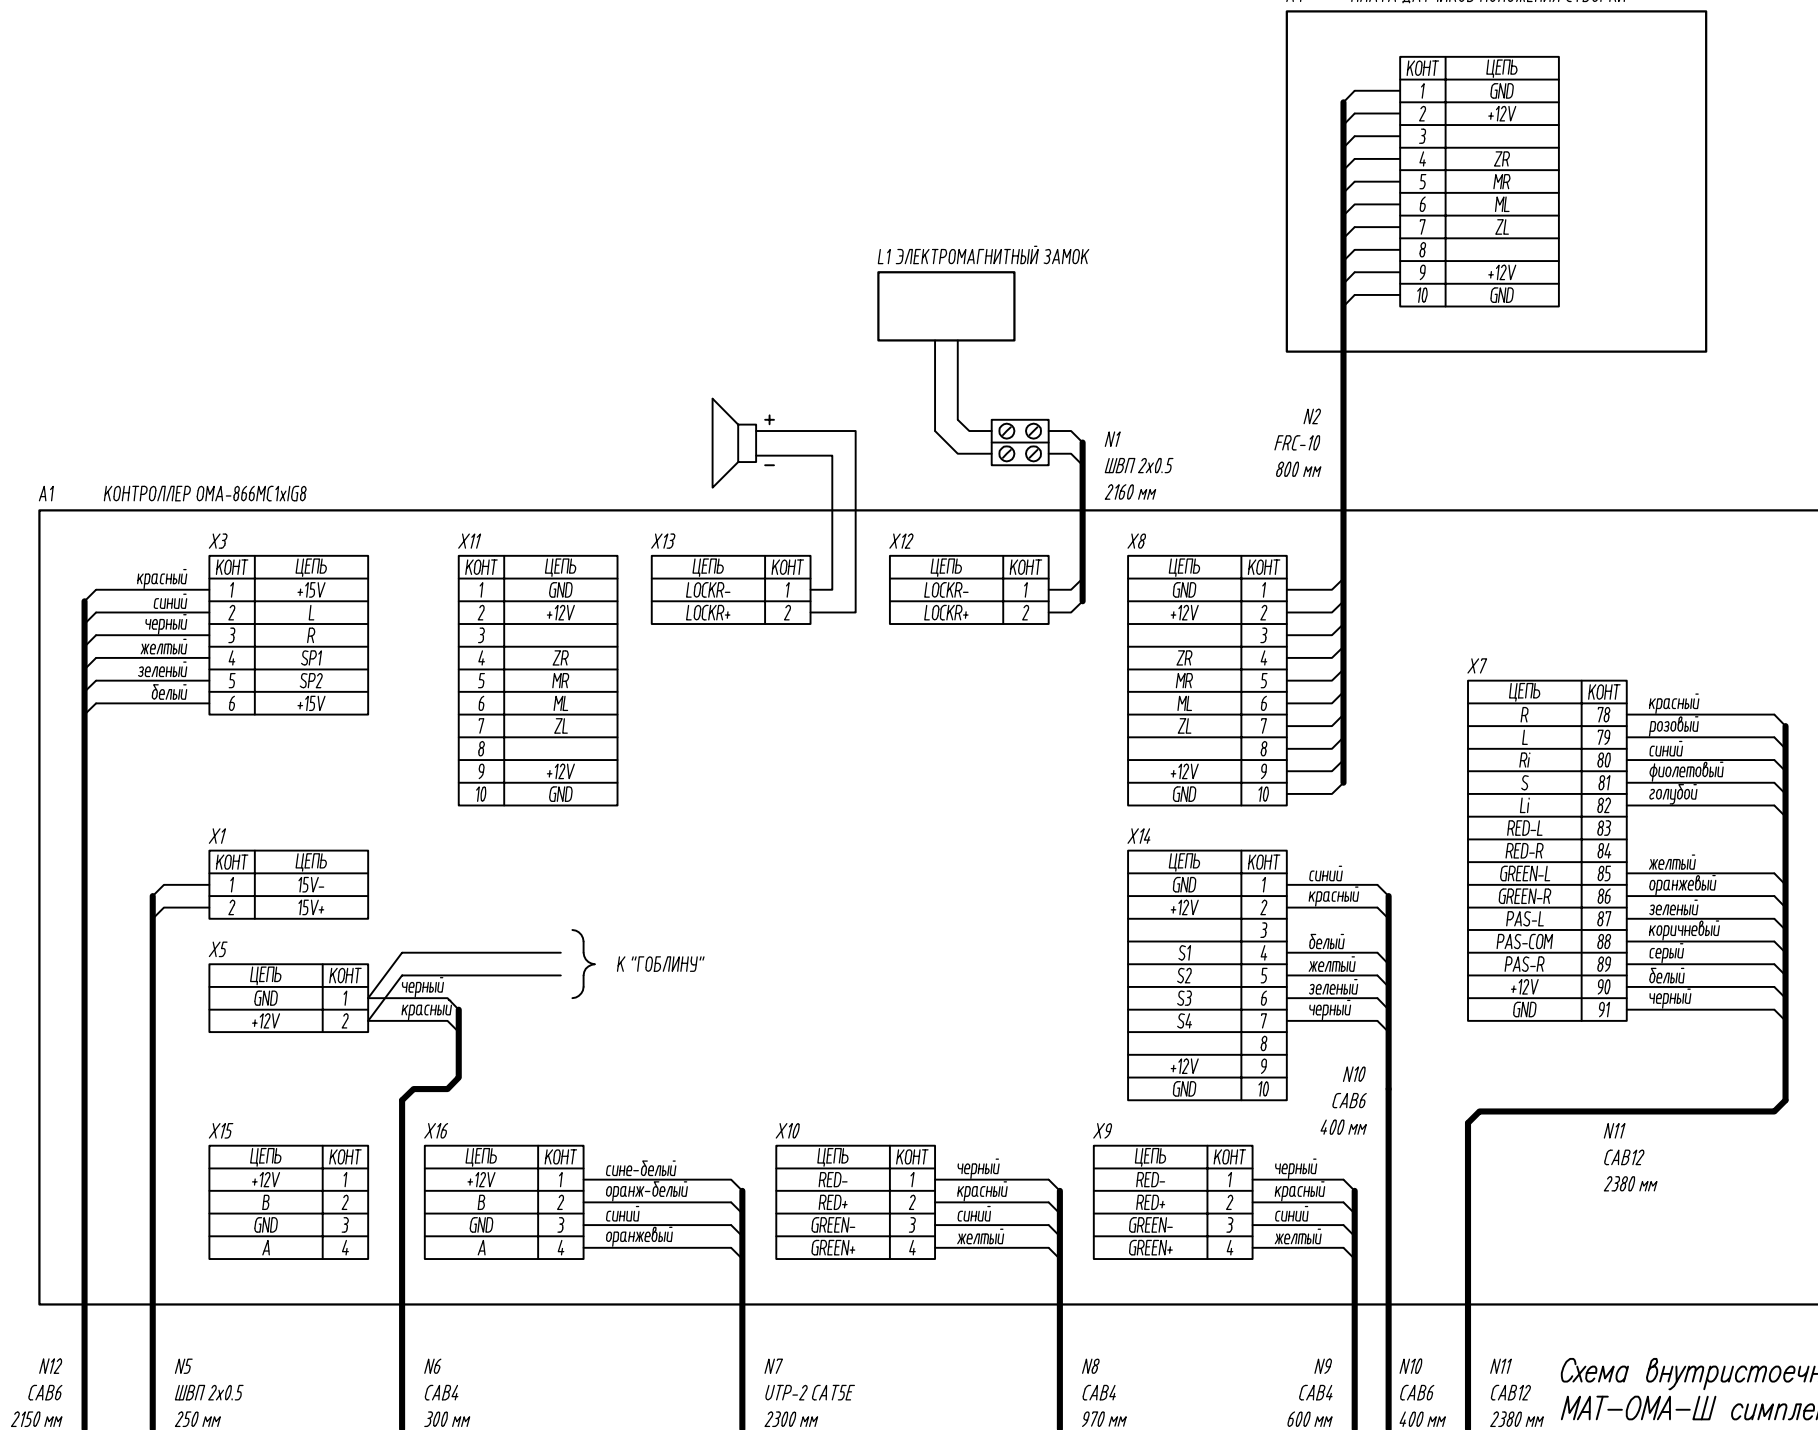 КОНТ ЦЕПЬ
1 GND
2 +12V
3
4 ZR
5 MR
6 ML
7 ZL
8
9 +12V
10 GND
L1 ЭЛЕКТРОМАГНИТНЫЙ ЗАМОК
+
−
N1
ШВП 2x0.5
2160 мм
N2
FRC-10
800 мм
A1 КОНТРОЛЛЕР ОМА-866МС1xIG8
X3
КОНТ ЦЕПЬ
красный 1 +15V
синий 2 L
черный 3 R
желтый 4 SP1
зеленый 5 SP2
белый 6 +15V
X11
КОНТ ЦЕПЬ
1 GND
2 +12V
3
4 ZR
5 MR
6 ML
7 ZL
8
9 +12V
10 GND
X13
ЦЕПЬ КОНТ
LOCKR- 1
LOCKR+ 2
X12
ЦЕПЬ КОНТ
LOCKR- 1
LOCKR+ 2
X8
ЦЕПЬ КОНТ
GND 1
+12V 2
3
ZR 4
MR 5
ML 6
ZL 7
8
+12V 9
GND 10
X7
ЦЕПЬ КОНТ
R 78 красный
L 79 розовый
Ri 80 синий
S 81 фиолетовый
Li 82 голубой
RED-L 83
RED-R 84
GREEN-L 85 желтый
GREEN-R 86 оранжевый
PAS-L 87 зеленый
PAS-COM 88 коричневый
PAS-R 89 серый
+12V 90 белый
GND 91 черный
X1
КОНТ ЦЕПЬ
1 15V-
2 15V+
X5
ЦЕПЬ КОНТ
GND 1 черный
+12V 2 красный
К "ГОБЛИНУ"
X14
ЦЕПЬ КОНТ
GND 1 синий
+12V 2 красный
3
S1 4 белый
S2 5 желтый
S3 6 зеленый
S4 7 черный
8
+12V 9
GND 10
N10
CAB6
400 мм
N11
CAB12
2380 мм
X15
ЦЕПЬ КОНТ
+12V 1
B 2
GND 3
A 4
X16
ЦЕПЬ КОНТ
+12V 1 сине-белый
B 2 оранж-белый
GND 3 синий
A 4 оранжевый
X10
ЦЕПЬ КОНТ
RED- 1 черный
RED+ 2 красный
GREEN- 3 синий
GREEN+ 4 желтый
X9
ЦЕПЬ КОНТ
RED- 1 черный
RED+ 2 красный
GREEN- 3 синий
GREEN+ 4 желтый
N12
CAB6
2150 мм
N5
ШВП 2x0.5
250 мм
N6
CAB4
300 мм
N7
UTP-2 CAT5E
2300 мм
N8
CAB4
970 мм
N9
CAB4
600 мм
N10
CAB6
400 мм
N11
CAB12
2380 мм
Схема внутристоечн
МАТ-ОМА-Ш симпле